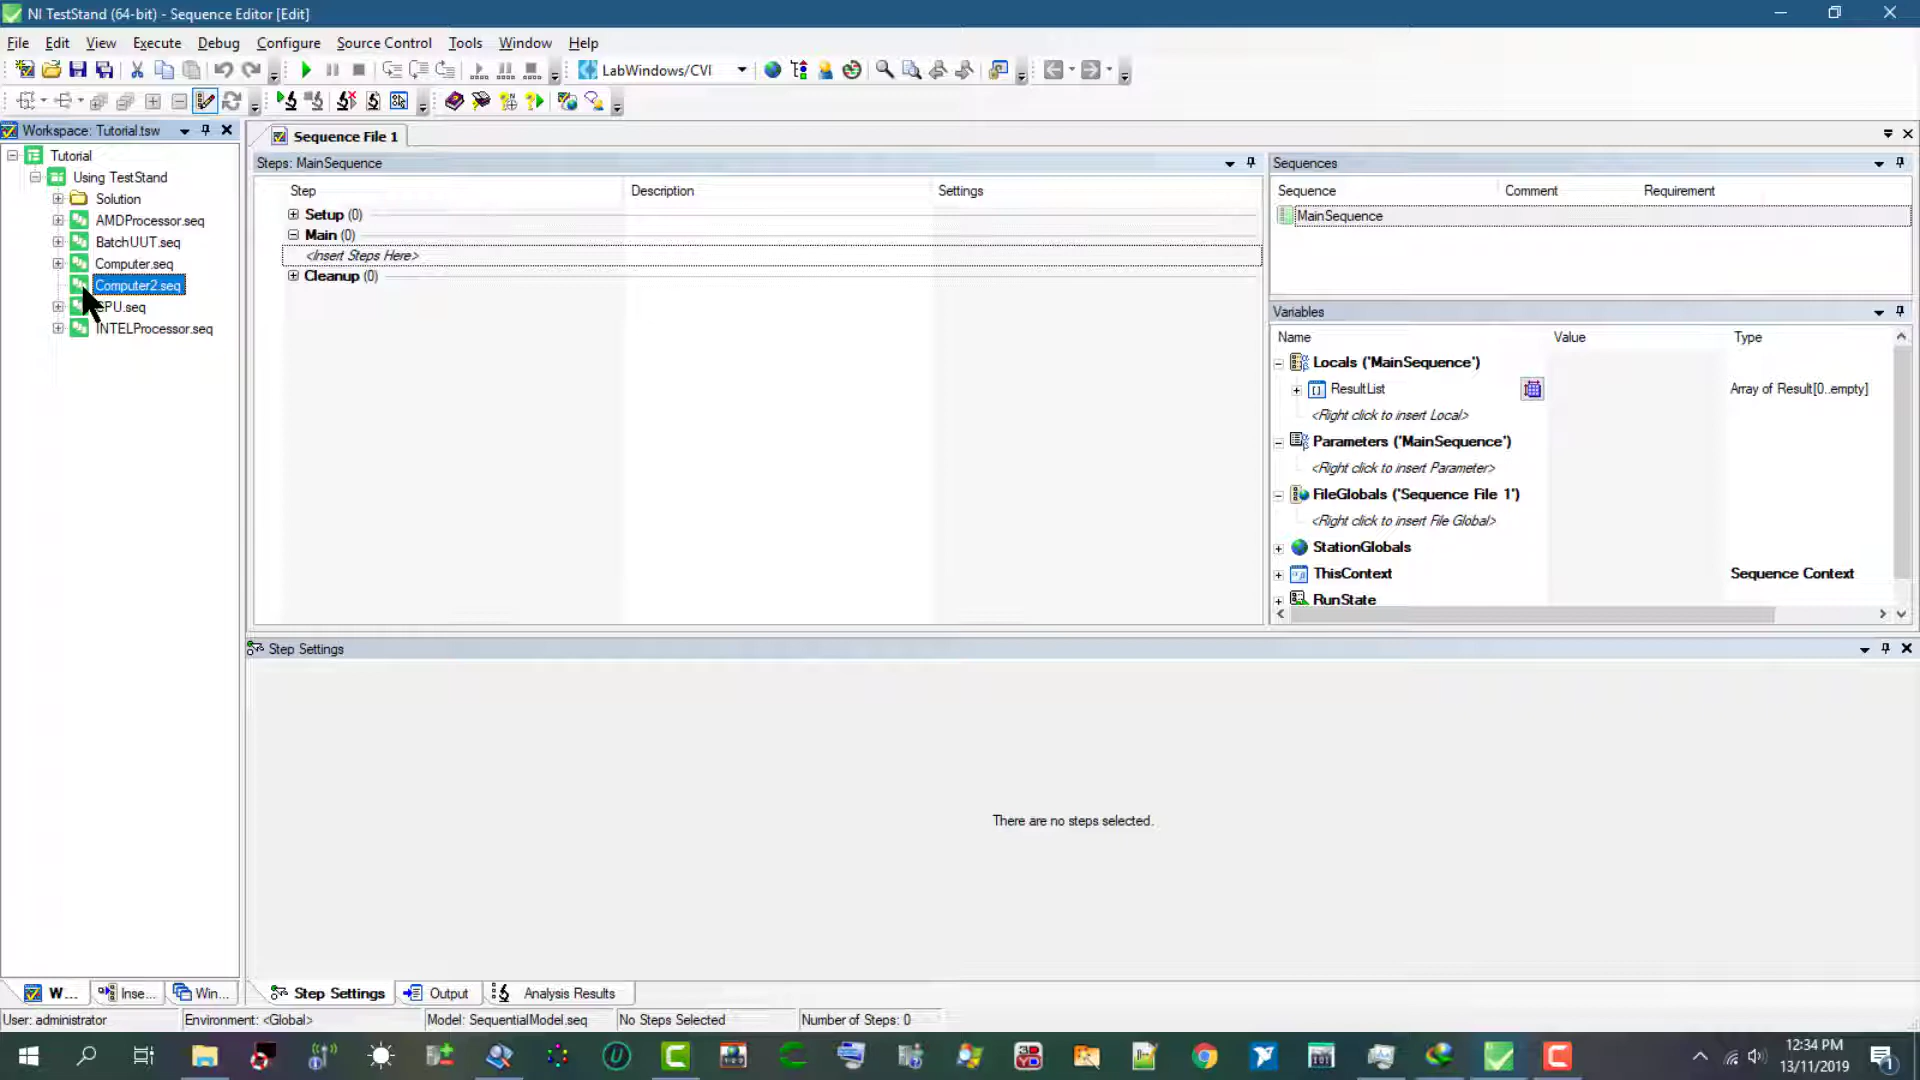 NI TestStand (64-bit) - Sequence Editor [Edit]
File Edit View Execute Debug Configure Source Control Tools Window Help
LabWindows/CVI
Workspace: Tutorial.tsw
Tutorial
Using TestStand
Solution
AMDProcessor.seq
BatchUUT.seq
Computer.seq
Computer2.seq
INTELProcessor.seq
Sequence File 1
Steps: MainSequence
Step Description Settings
Setup (0)
Main (0)
<Insert Steps Here>
Cleanup (0)
Sequences
Sequence Comment Requirement
MainSequence
Variables
Name Value Type
Locals ('MainSequence')
ResultList Array of Result[0..empty]
<Right click to insert Local>
Parameters ('MainSequence')
<Right click to insert Parameter>
FileGlobals ('Sequence File 1')
<Right click to insert File Global>
StationGlobals
ThisContext Sequence Context
RunState
Step Settings
There are no steps selected.
W... Inse... Win...
Step Settings Output Analysis Results
User: administrator Environment: <Global> Model: SequentialModel.seq No Steps Selected Number of Steps: 0
12:34 PM
13/11/2019